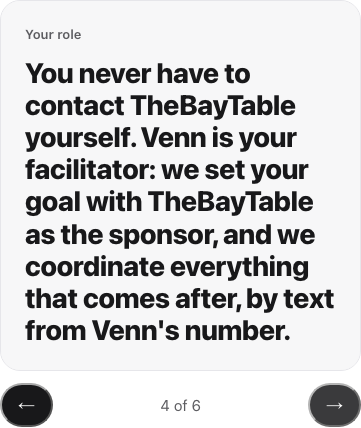 Your role
You never have to
contact TheBayTable
yourself. Venn is your
facilitator: we set your
goal with TheBayTable
as the sponsor, and we
coordinate everything
that comes after, by text
from Venn's number.
← 4 of 6 →